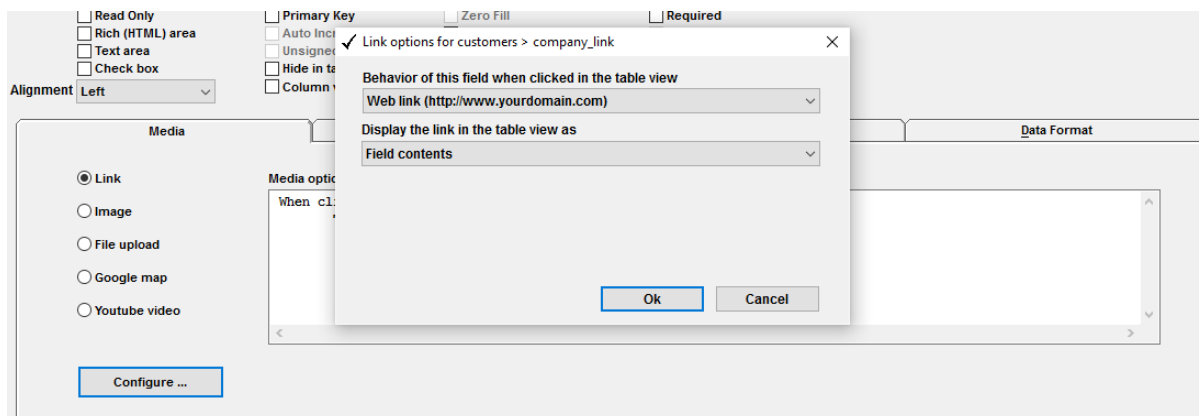 Read Only
Primary Key
Zero Fill
Required
Rich (HTML) area
Auto Incr
Text area
Unsigned
Check box
Hide in ta
Alignment Left
Column
Link options for customers > company_link
Behavior of this field when clicked in the table view
Web link (http://www.yourdomain.com)
Display the link in the table view as
Field contents
Ok
Cancel
Media
Data Format
Link
Image
File upload
Google map
Youtube video
Media optio
When cl
Configure ...